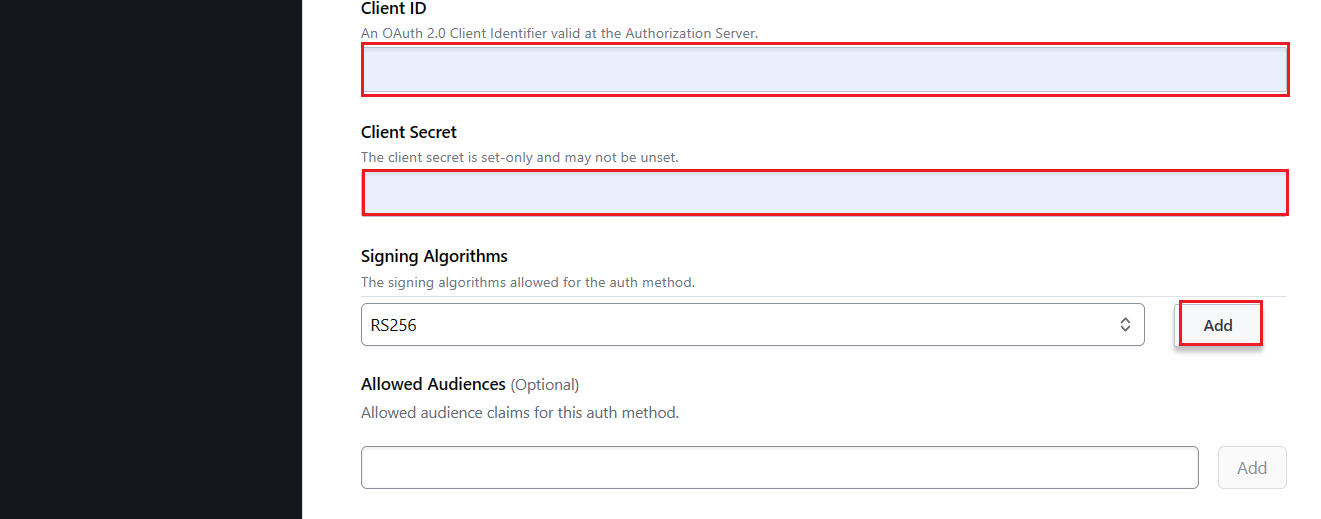 Client ID
An OAuth 2.0 Client Identifier valid at the Authorization Server.
Client Secret
The client secret is set-only and may not be unset.
Signing Algorithms
The signing algorithms allowed for the auth method.
RS256
Add
Allowed Audiences (Optional)
Allowed audience claims for this auth method.
Add